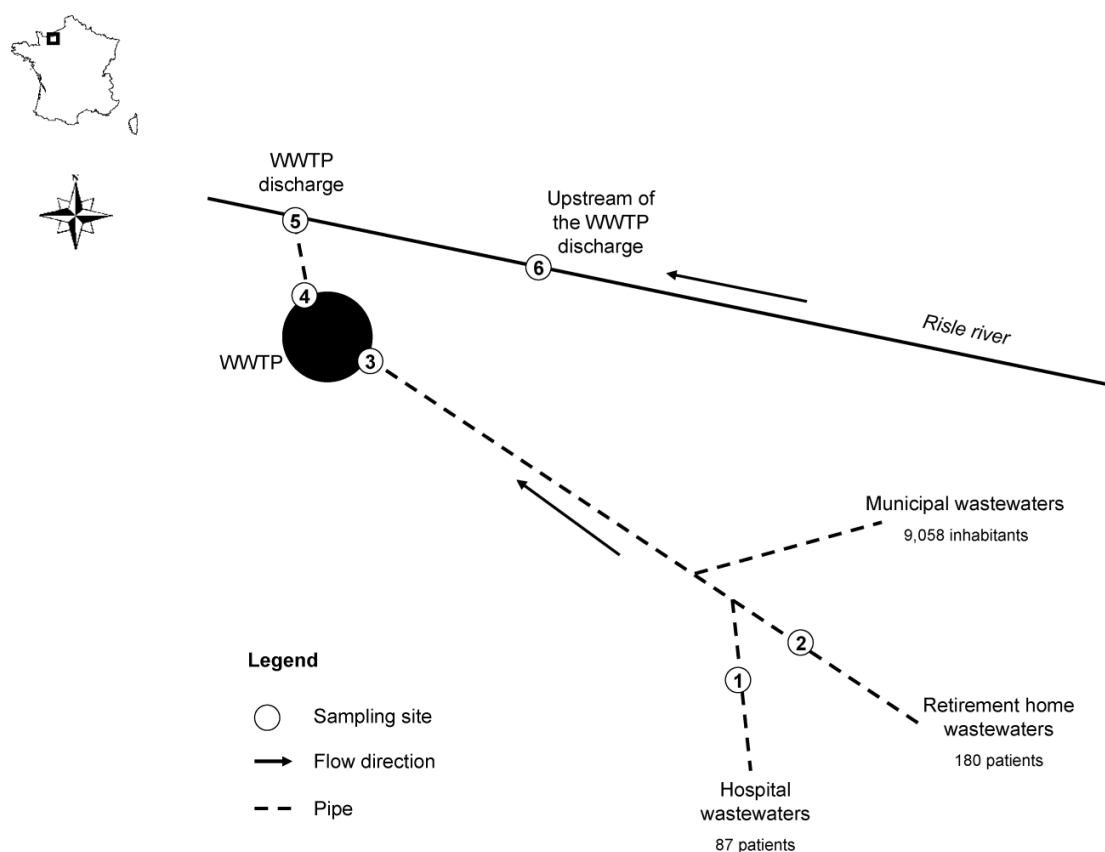 N
WWTP
discharge
5
Upstream of
the WWTP
discharge
6
4
Risle river
WWTP
3
Municipal wastewaters
9,058 inhabitants
2
1
Legend
Sampling site
Flow direction
Pipe
Retirement home
wastewaters
180 patients
Hospital
wastewaters
87 patients